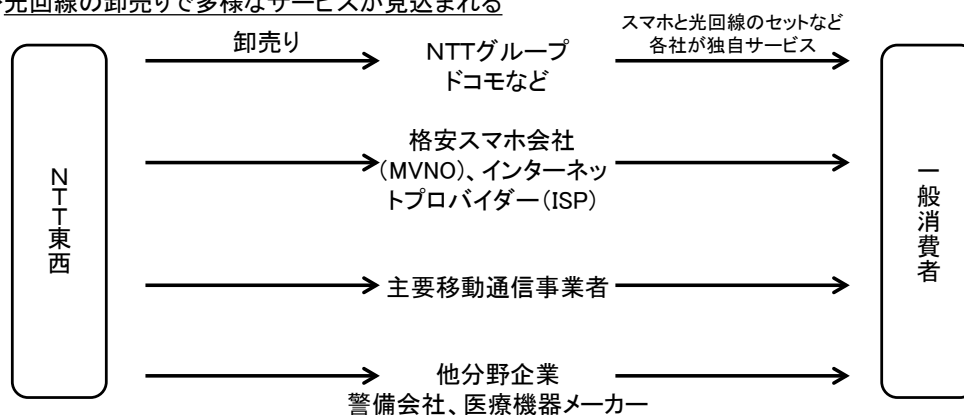 光回線の卸売りで多様なサービスが見込まれる
卸売り
スマホと光回線のセットなど
各社が独自サービス
NTT東西
NTTグループ
ドコモなど
格安スマホ会社
(MVNO)、インターネッ
トプロバイダー(ISP)
主要移動通信事業者
他分野企業
警備会社、医療機器メーカー
一般消費者